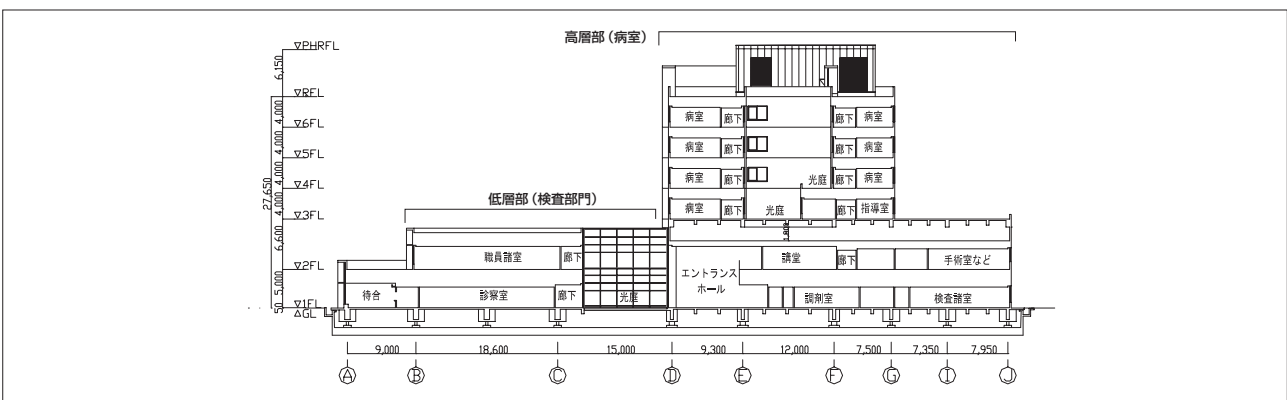 高層部（病室）
▽PHRFL
6,150
▽RFL
4,000
病室 廊下 廊下 病室
▽6FL
4,000
病室 廊下 廊下 病室
▽5FL
4,000
病室 廊下 光庭 廊下 病室
▽4FL
27,650
4,000
低層部（検査部門）
病室 廊下 光庭 廊下 指導室
▽3FL
1,800
6,600
職員諸室 廊下 講堂 廊下 手術室など
▽2FL
エントランス
ホール
5,000
待合 診察室 廊下 光庭 調剤室 検査諸室
▽1FL
50
△GL
9,000 18,600 15,000 9,300 12,000 7,500 7,350 7,950
A B C D E F G I J